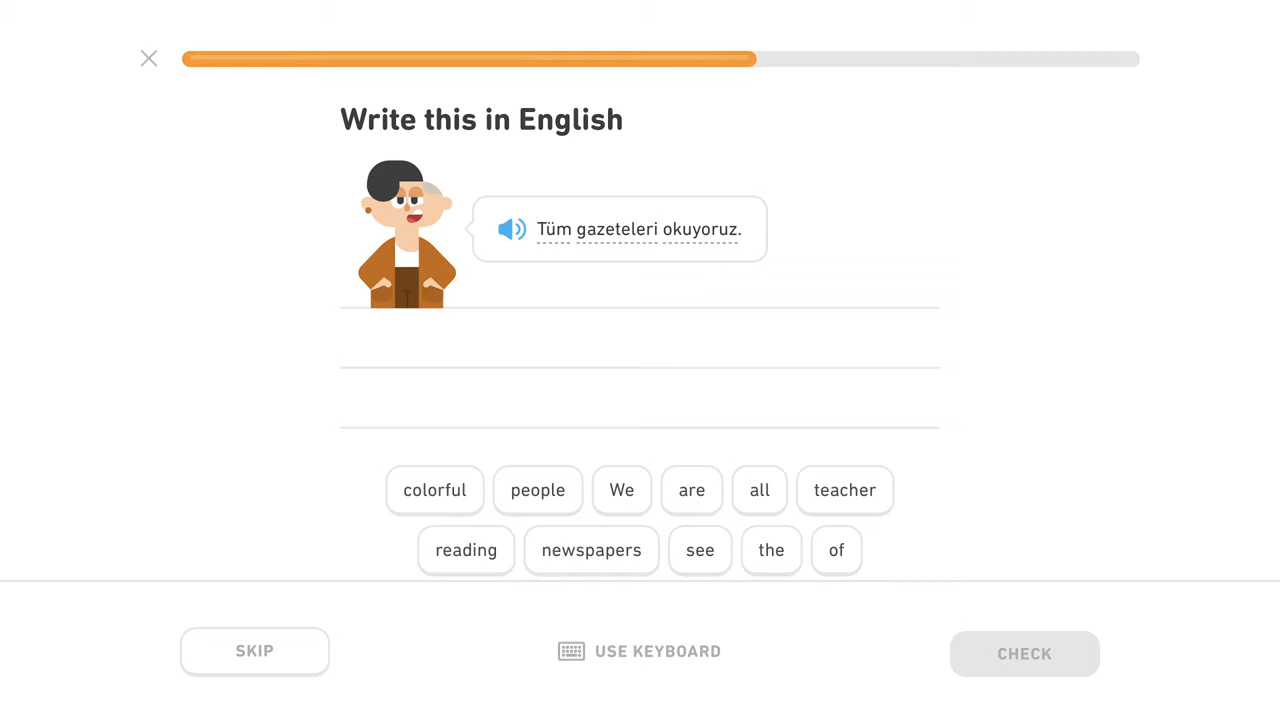 Write this in English
Tüm gazeteleri okuyoruz.
colorful people We are all teacher
reading newspapers see the of
SKIP USE KEYBOARD CHECK